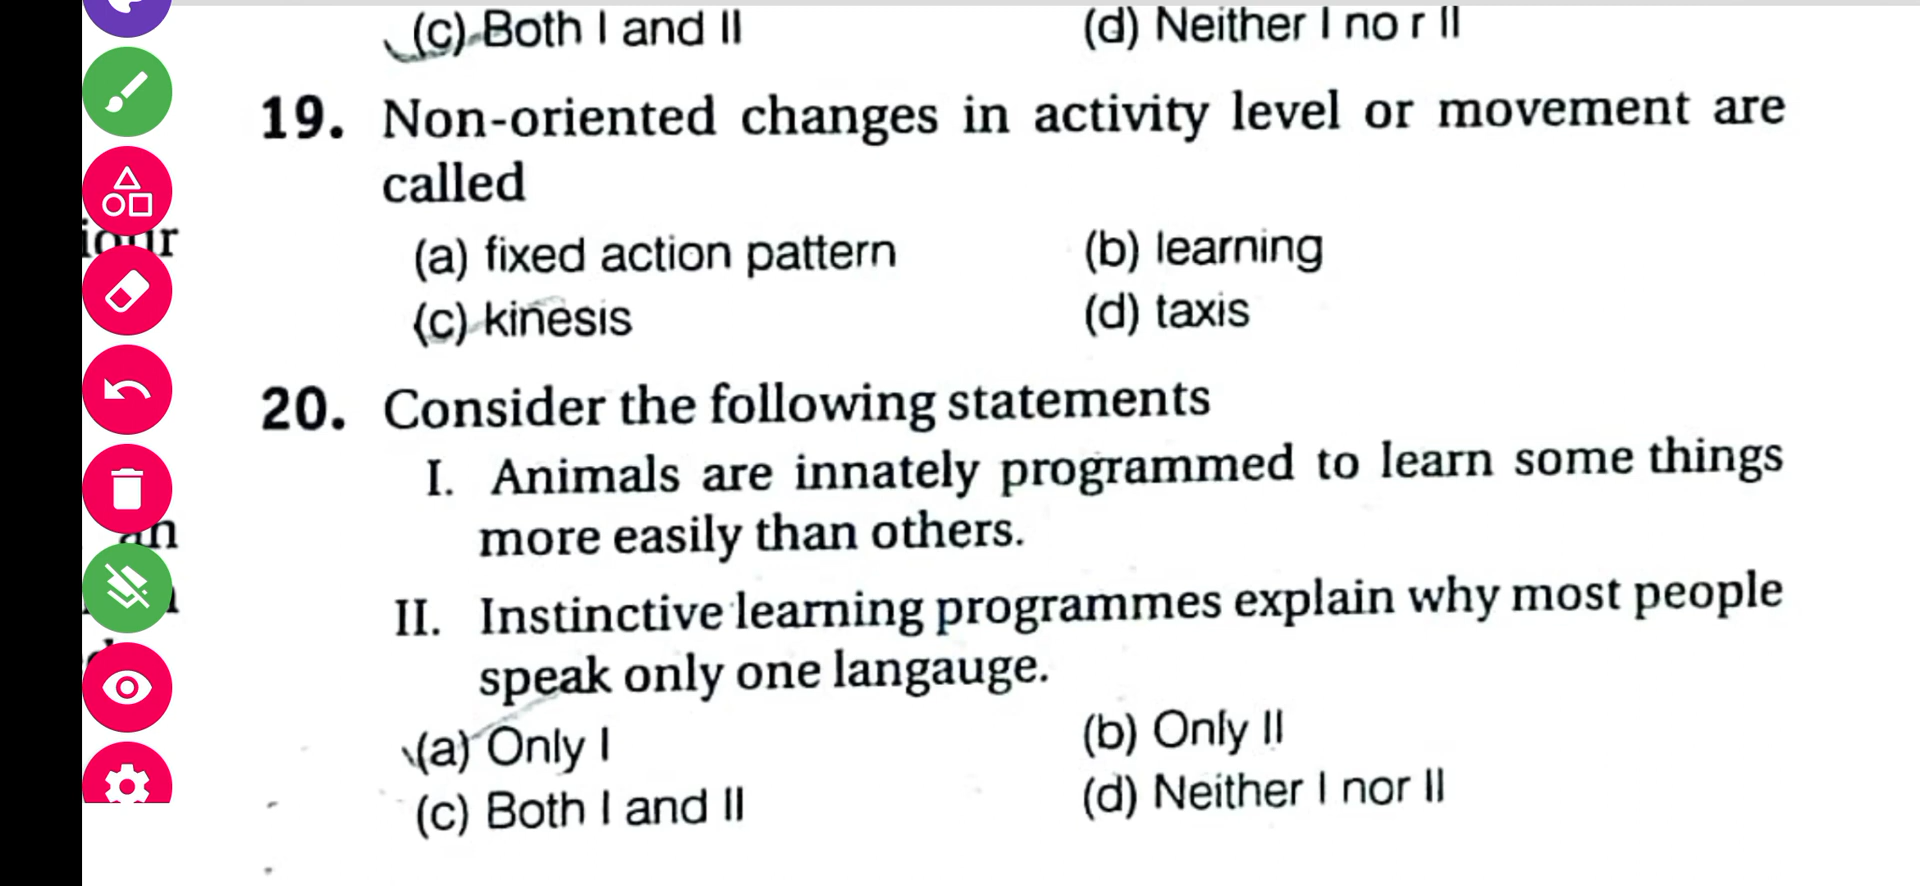 (c) Both I and II
(d) Neither I no r II
19. Non-oriented changes in activity level or movement are
called
(a) fixed action pattern
(b) learning
(c) kinesis
(d) taxis
20. Consider the following statements
I. Animals are innately programmed to learn some things
more easily than others.
II. Instinctive learning programmes explain why most people
speak only one langauge.
(a) Only I
(b) Only II
(c) Both I and II
(d) Neither I nor II